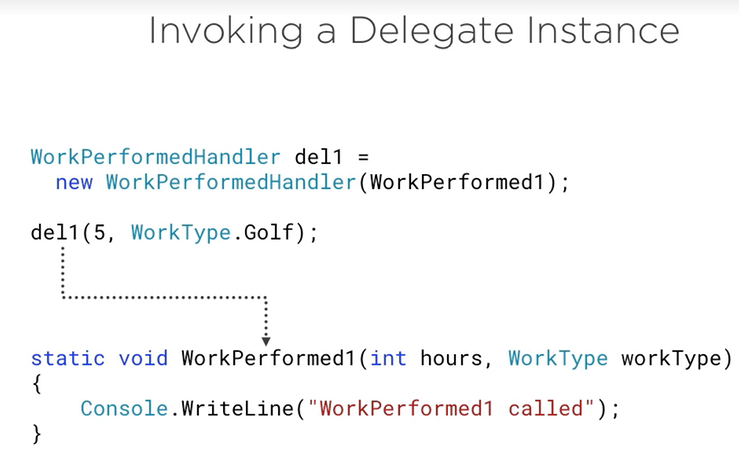 Invoking a Delegate Instance
WorkPerformedHandler del1 =
new WorkPerformedHandler(WorkPerformed1);
del1(5, WorkType.Golf);
static void WorkPerformed1(int hours, WorkType workType)
{
Console.WriteLine("WorkPerformed1 called");
}